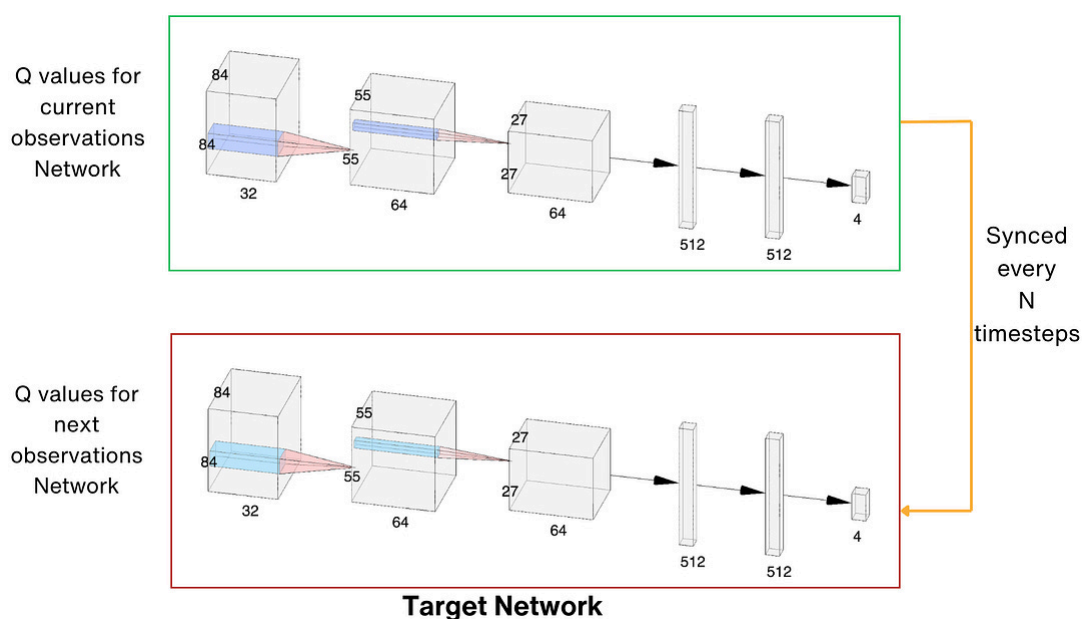 Q values for
current
observations
Network
84
84
32
55
55
64
27
27
64
512
512
4
Synced
every
N
timesteps
Q values for
next
observations
Network
84
84
32
55
55
64
27
27
64
512
512
4
Target Network